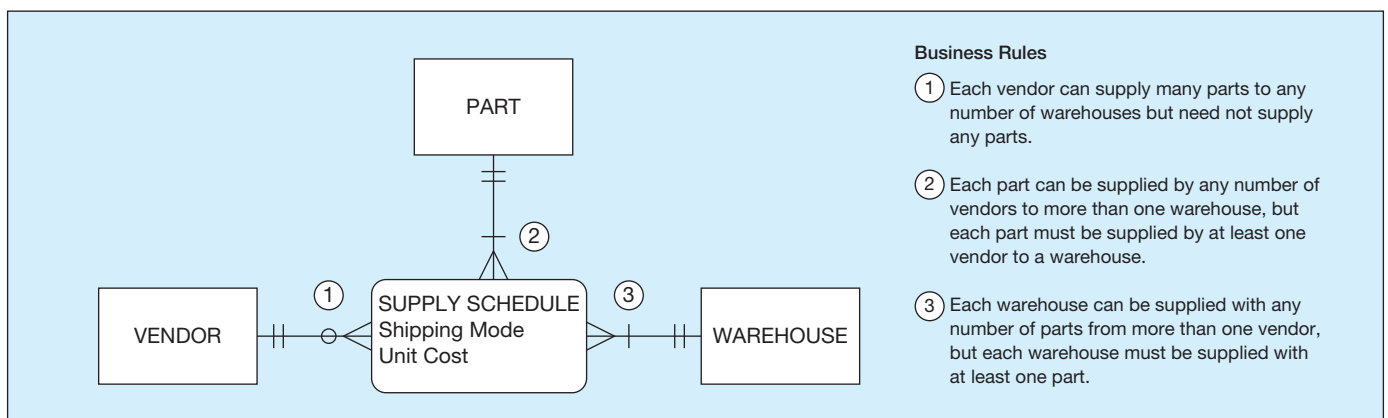 PART
2
1
3
VENDOR
SUPPLY SCHEDULE
Shipping Mode
Unit Cost
WAREHOUSE
Business Rules
1 Each vendor can supply many parts to any
number of warehouses but need not supply
any parts.
2 Each part can be supplied by any number of
vendors to more than one warehouse, but
each part must be supplied by at least one
vendor to a warehouse.
3 Each warehouse can be supplied with any
number of parts from more than one vendor,
but each warehouse must be supplied with
at least one part.